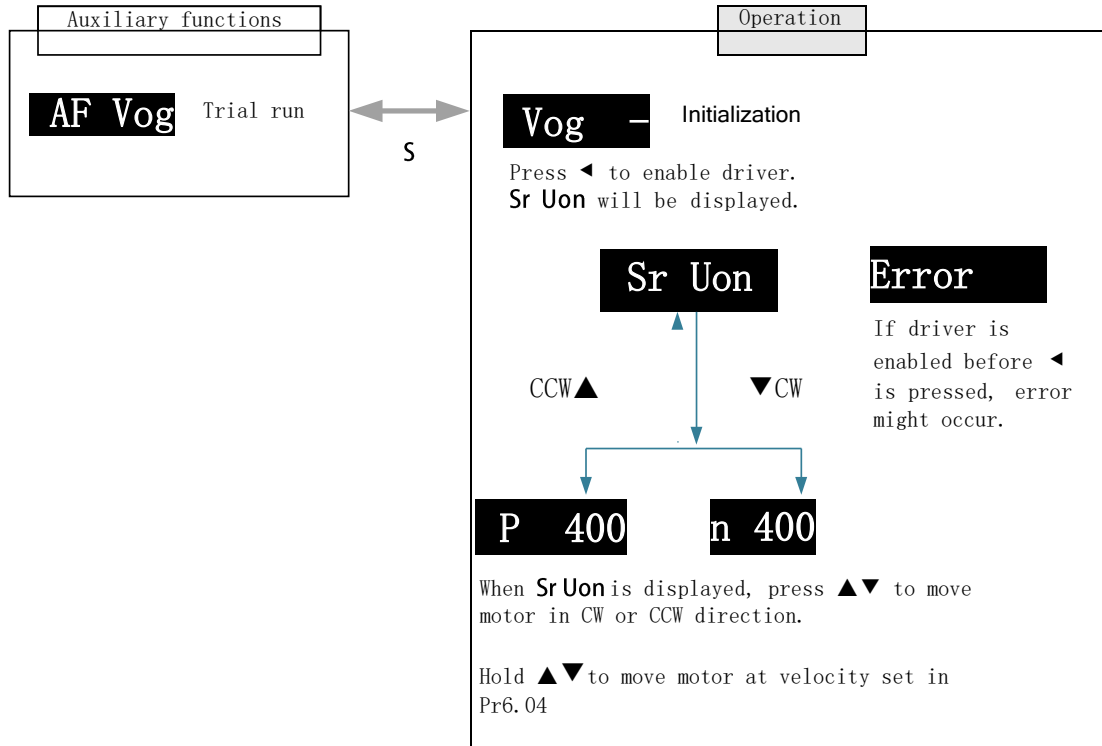 Auxiliary functions
AF Vog Trial run
S
Operation
Vog – Initialization
Press ◀ to enable driver.
Sr Uon will be displayed.
Sr Uon
Error
If driver is
enabled before ◀
is pressed, error
might occur.
CCW▲
▼CW
P 400
n 400
When Sr Uon is displayed, press ▲▼ to move
motor in CW or CCW direction.
Hold ▲▼ to move motor at velocity set in
Pr6.04